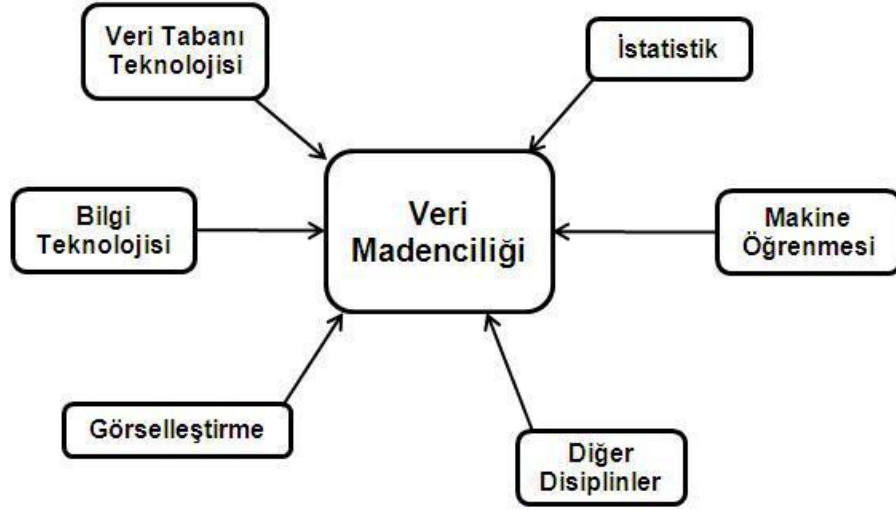 Veri Tabanı
Teknolojisi
İstatistik
Veri
Madenciliği
Bilgi
Teknolojisi
Makine
Öğrenmesi
Görselleştirme
Diğer
Disiplinler